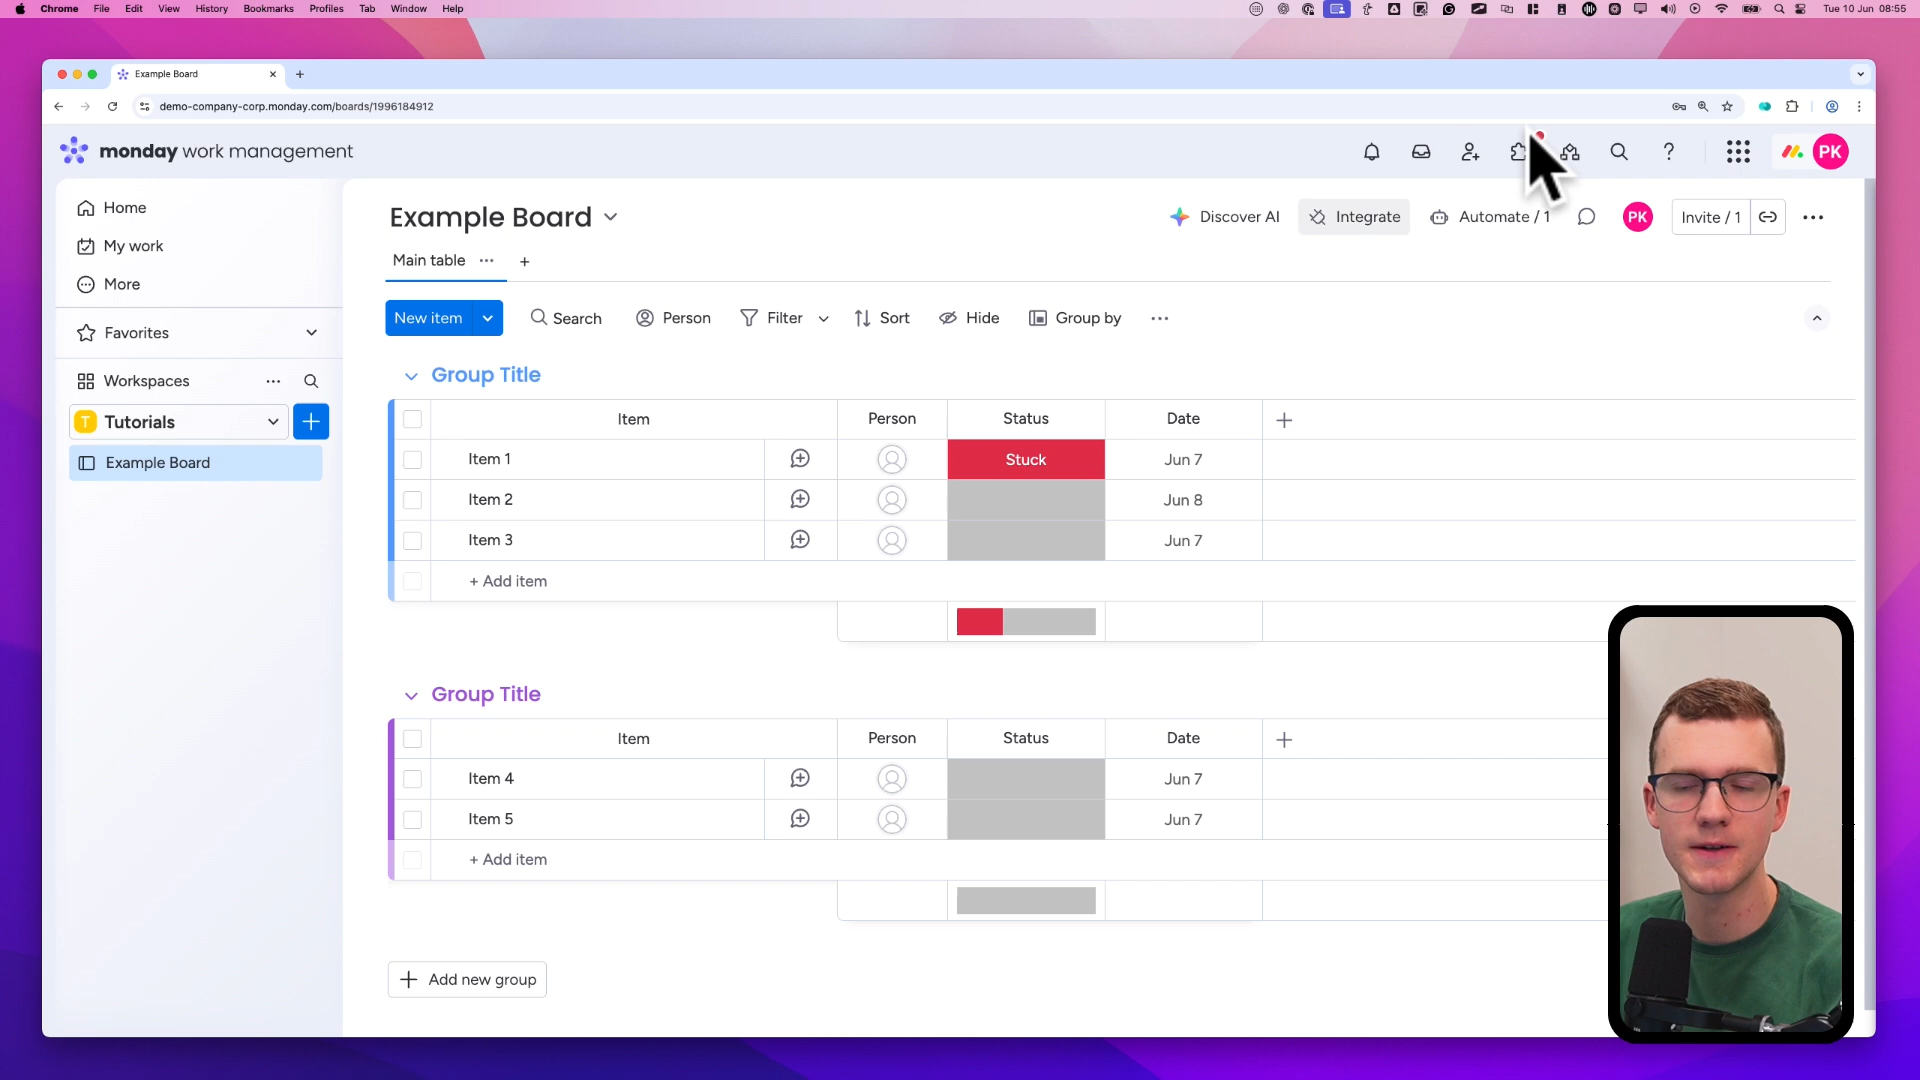 Chrome File Edit View History Bookmarks Profiles Tab Window Help Tue 10 Jun 08:55
Example Board
demo-company-corp.monday.com/boards/1996184912
monday work management PK
Home
My work
More
Favorites
Workspaces
T Tutorials
Example Board
Example Board Discover AI Integrate Automate / 1 PK Invite / 1
Main table
New item Search Person Filter Sort Hide Group by
Group Title
Item Person Status Date
Item 1 Stuck Jun 7
Item 2 Jun 8
Item 3 Jun 7
+ Add item
Group Title
Item Person Status Date
Item 4 Jun 7
Item 5 Jun 7
+ Add item
Add new group